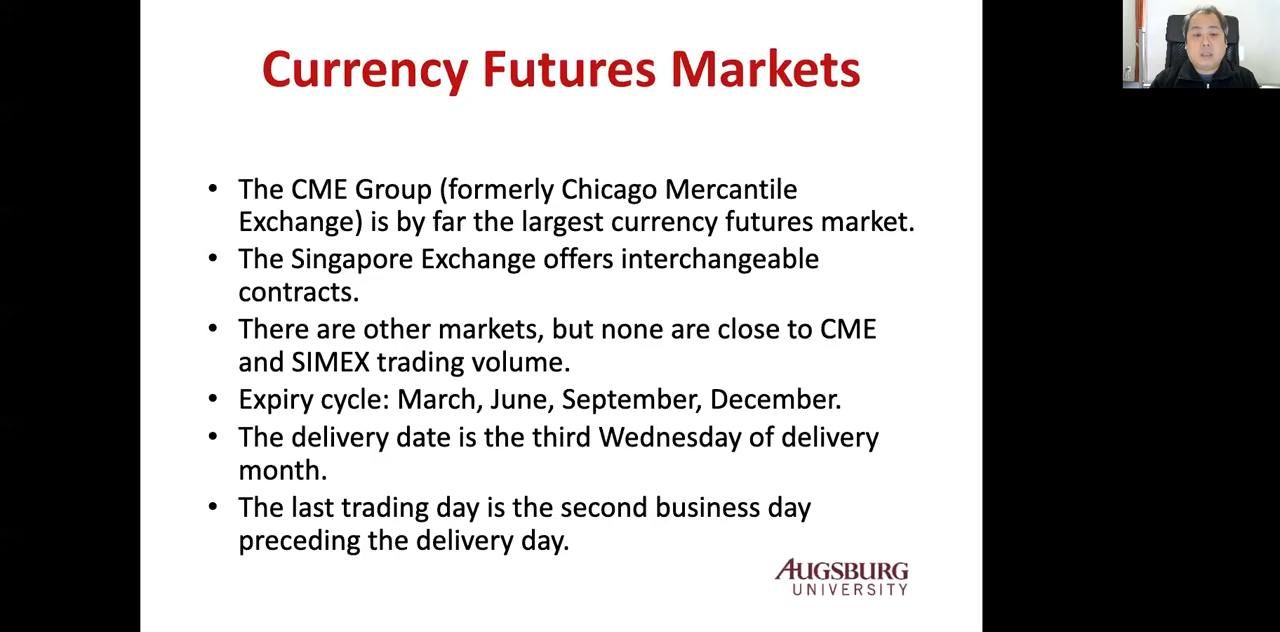 Currency Futures Markets
• The CME Group (formerly Chicago Mercantile
Exchange) is by far the largest currency futures market.
• The Singapore Exchange offers interchangeable
contracts.
• There are other markets, but none are close to CME
and SIMEX trading volume.
• Expiry cycle: March, June, September, December.
• The delivery date is the third Wednesday of delivery
month.
• The last trading day is the second business day
preceding the delivery day.
AUGSBURG
UNIVERSITY